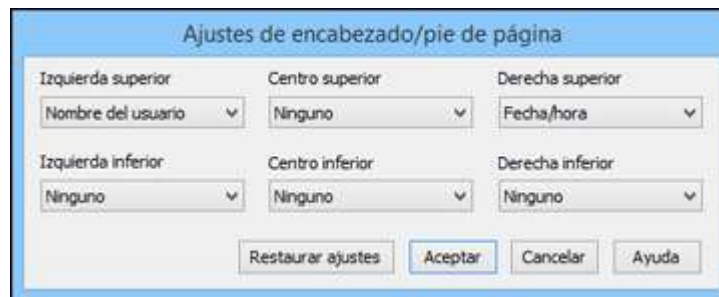 Ajustes de encabezado/pie de página
Izquierda superior Centro superior Derecha superior
Nombre del usuario Ninguno Fecha/hora
Izquierda inferior Centro inferior Derecha inferior
Ninguno Ninguno Ninguno
Restaurar ajustes Aceptar Cancelar Ayuda